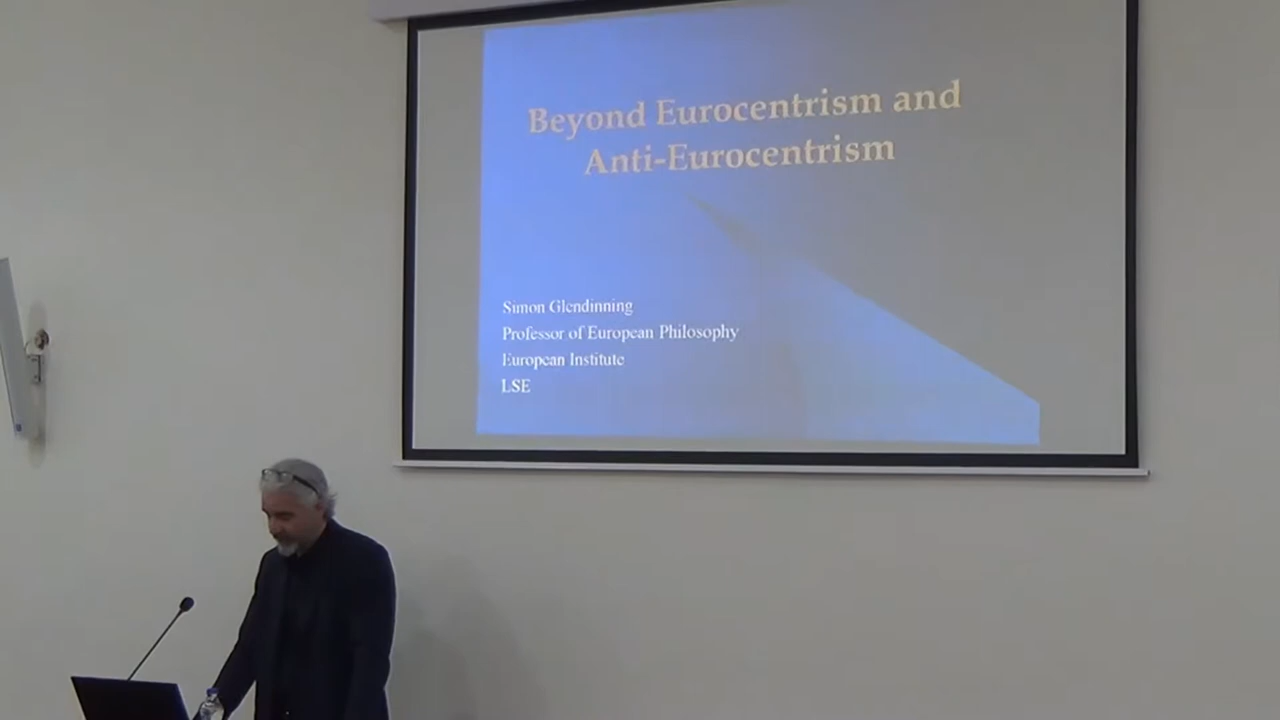 Beyond Eurocentrism and
Anti-Eurocentrism
Simon Glendinning
Professor of European Philosophy
European Institute
LSE